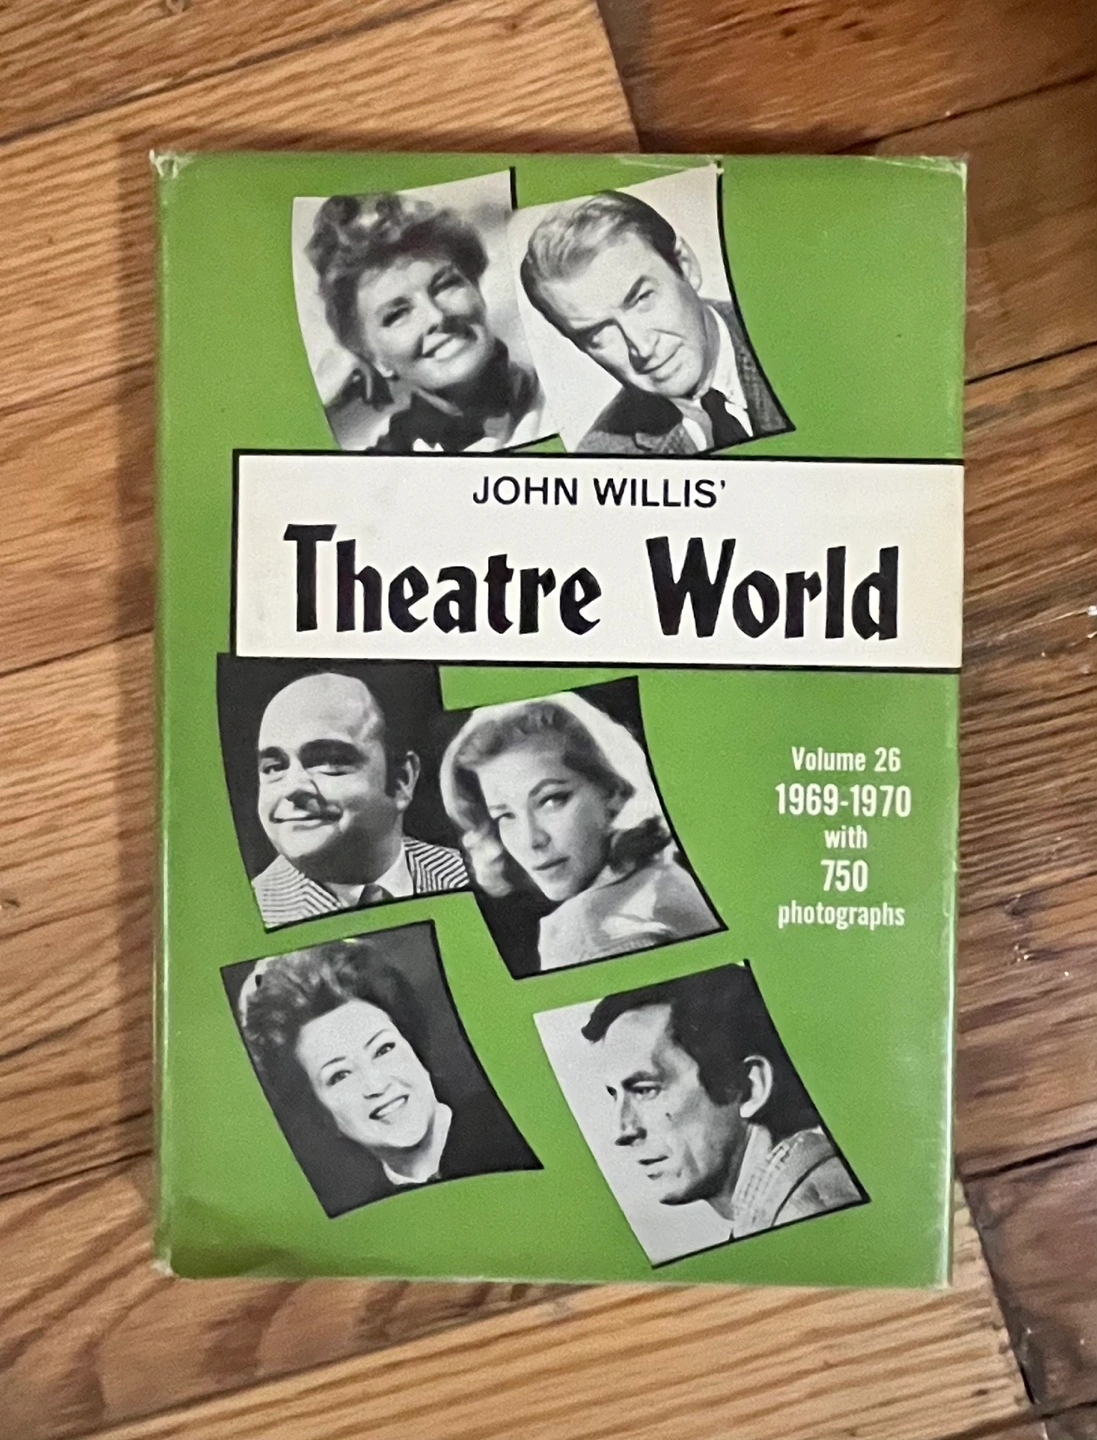 JOHN WILLIS'
Theatre World
Volume 26
1969-1970
with
750
photographs